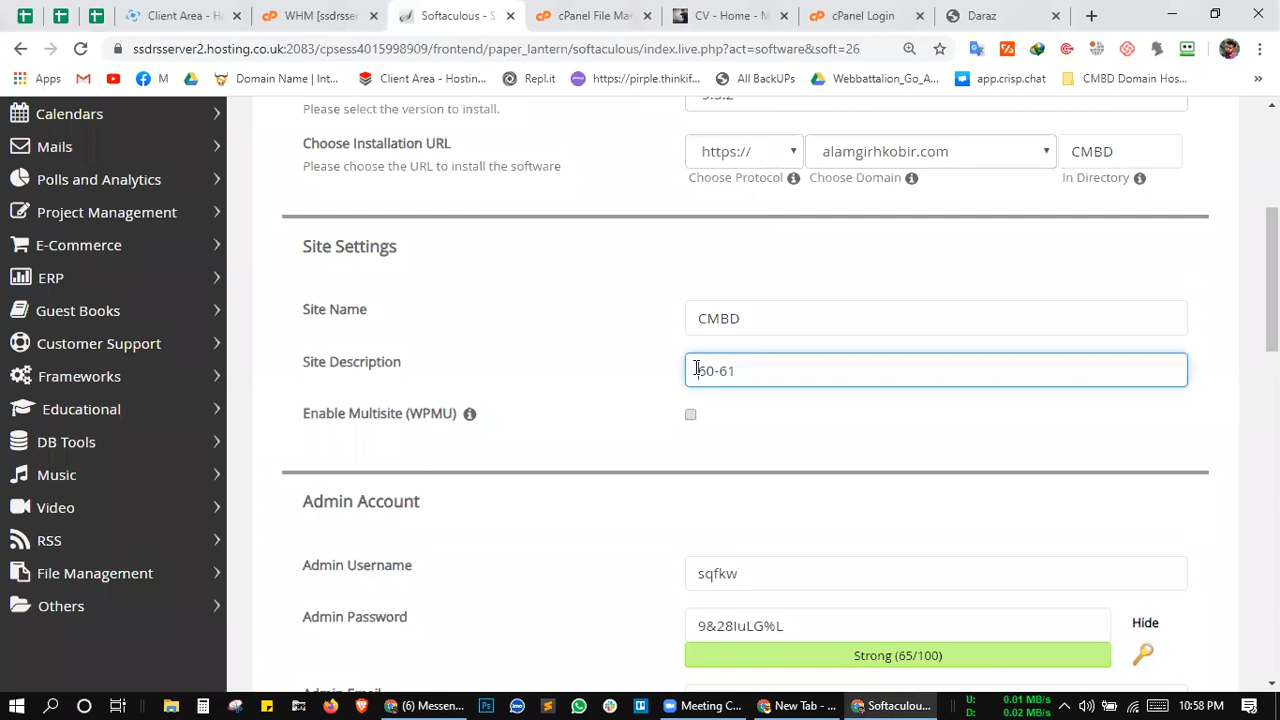 Client Area - H
WHM [ssdrsser
Softaculous - S
cPanel File Ma
CV - Home -
cPanel Login
Daraz
ssdrsserver2.hosting.co.uk:2083/cpsess4015998909/frontend/paper_lantern/softaculous/index.live.php?act=software&soft=26
Apps
M
Domain Name | Int...
Client Area - Hostin...
Repl.it
https://pirple.thinkif...
All BackUPs
Webbattalion_Go_A...
app.crisp.chat
CMBD Domain Hos...
Calendars
Mails
Polls and Analytics
Project Management
E-Commerce
ERP
Guest Books
Customer Support
Frameworks
Educational
DB Tools
Music
Video
RSS
File Management
Others
Please select the version to install.
Choose Installation URL
Please choose the URL to install the software
https://
alamgirhkobir.com
CMBD
Choose Protocol
Choose Domain
In Directory
Site Settings
Site Name
CMBD
Site Description
60-61
Enable Multisite (WPMU)
Admin Account
Admin Username
sqfkw
Admin Password
9&28IuLG%L
Hide
Strong (65/100)
(6) Messen...
Meeting C...
New Tab - ...
Softaculou...
U: 0.01 MB/s
D: 0.02 MB/s
10:58 PM